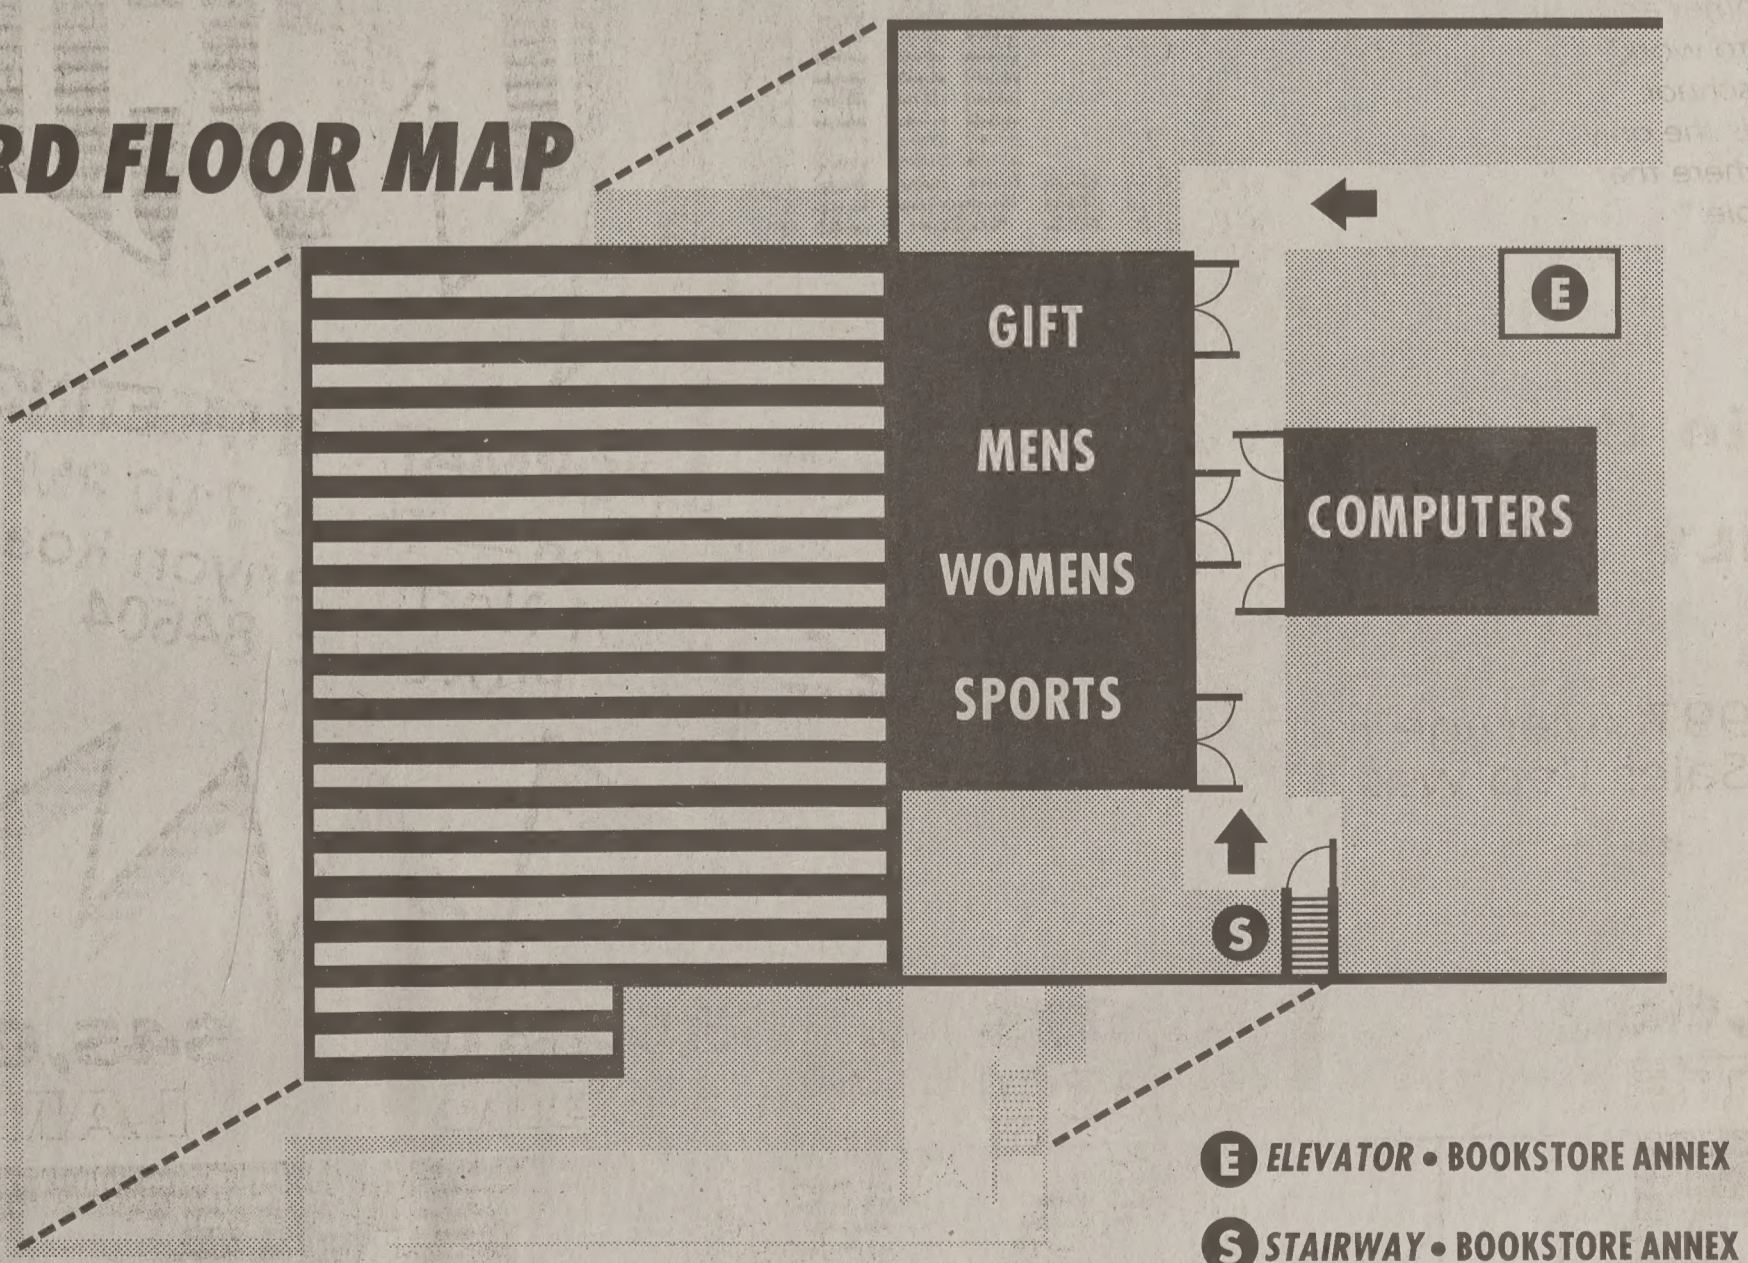 RD FLOOR MAP
GIFT
MENS
WOMENS
SPORTS
COMPUTERS
E
S
E ELEVATOR • BOOKSTORE ANNEX
S STAIRWAY • BOOKSTORE ANNEX